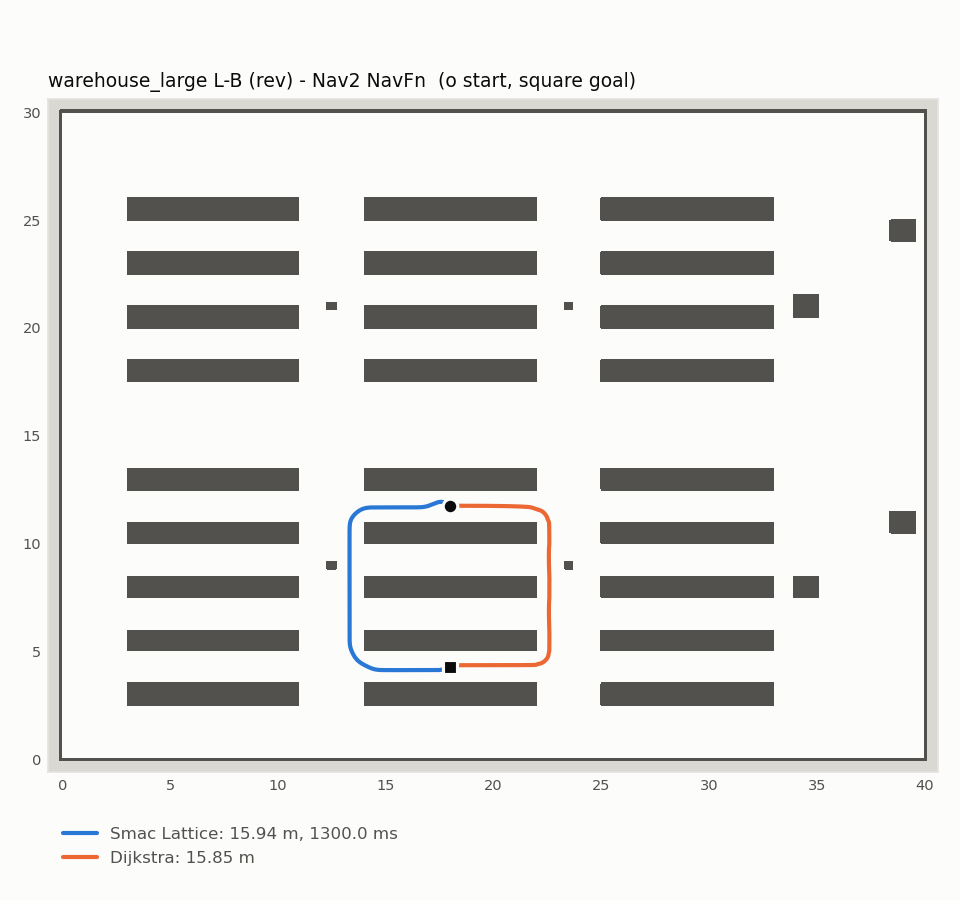 warehouse_large L-B (rev) - Nav2 NavFn  (o start, square goal)
30
25
20
15
10
5
0
0 5 10 15 20 25 30 35 40
Smac Lattice: 15.94 m, 1300.0 ms
Dijkstra: 15.85 m